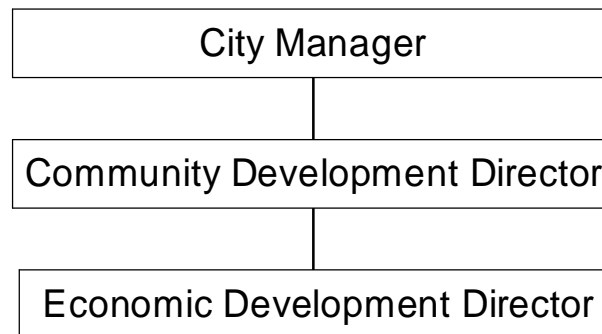 City Manager
Community Development Director
Economic Development Director